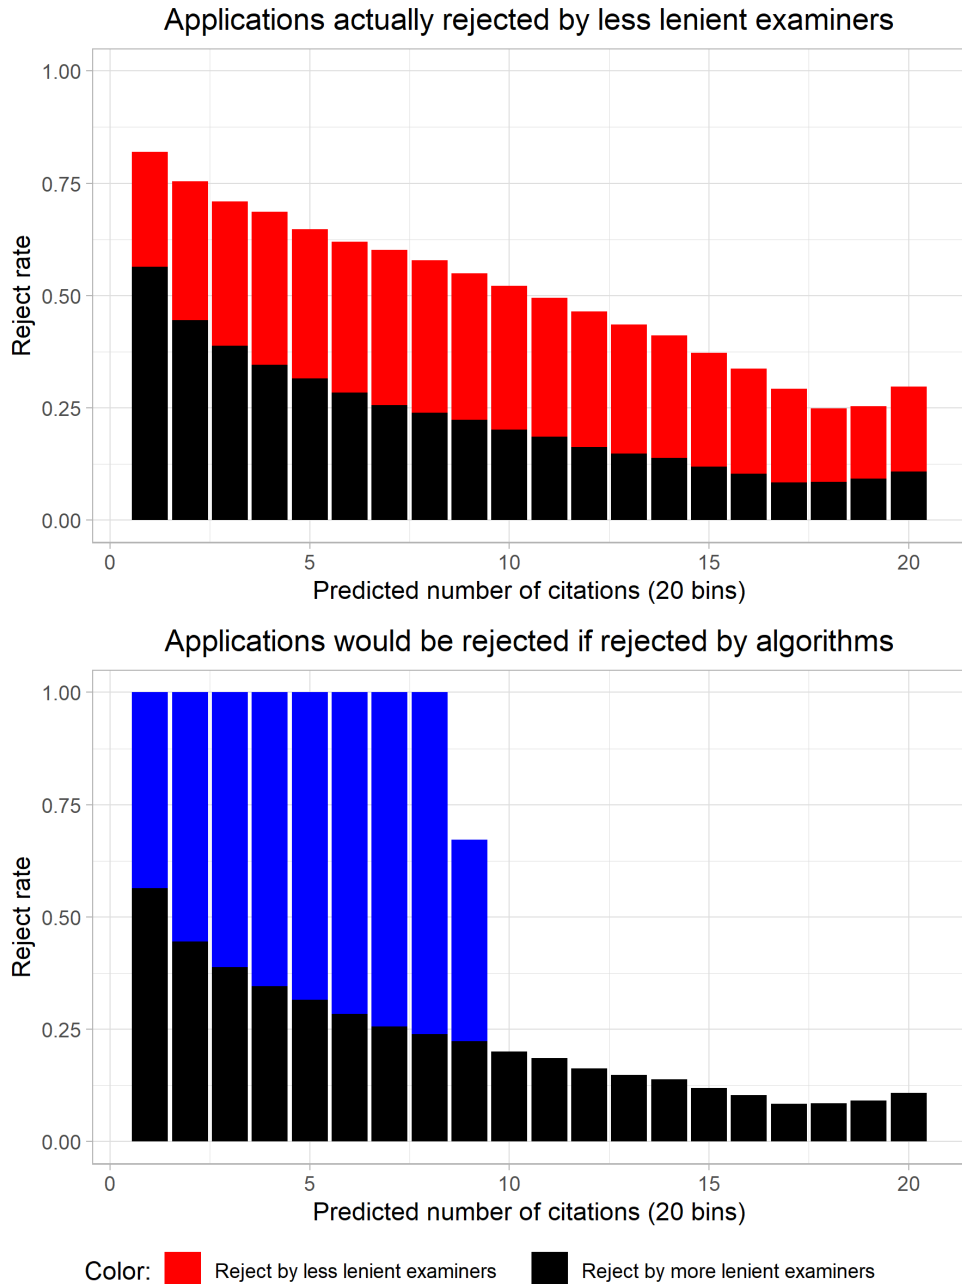 Applications actually rejected by less lenient examiners
1.00
0.75
0.50
0.25
0.00
Reject rate
0 5 10 15 20
Predicted number of citations (20 bins)
Applications would be rejected if rejected by algorithms
1.00
0.75
0.50
0.25
0.00
Reject rate
0 5 10 15 20
Predicted number of citations (20 bins)
Color: Reject by less lenient examiners Reject by more lenient examiners